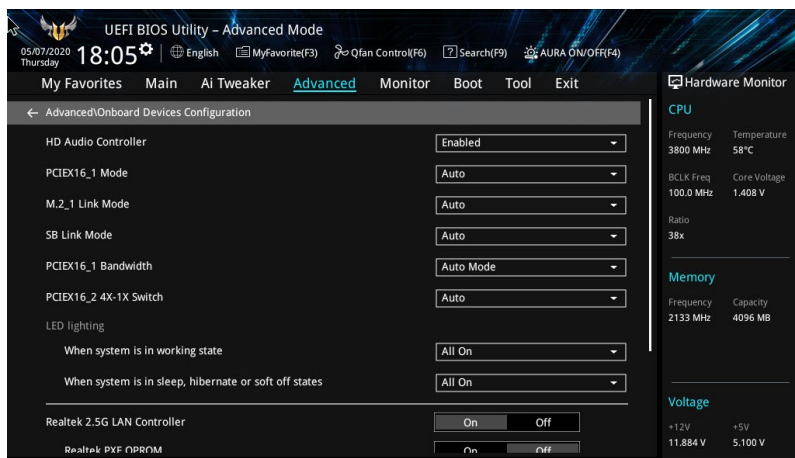 UEFI BIOS Utility – Advanced Mode
05/07/2020 Thursday 18:05 English MyFavorite(F3) Qfan Control(F6) ? Search(F9) AURA ON/OFF(F4)
My Favorites Main Ai Tweaker Advanced Monitor Boot Tool Exit
Hardware Monitor
← Advanced\Onboard Devices Configuration
HD Audio Controller Enabled
PCIEX16_1 Mode Auto
M.2_1 Link Mode Auto
SB Link Mode Auto
PCIEX16_1 Bandwidth Auto Mode
PCIEX16_2 4X-1X Switch Auto
LED lighting
When system is in working state All On
When system is in sleep, hibernate or soft off states All On
Realtek 2.5G LAN Controller On Off
Realtek PXE OPROM On Off
CPU
Frequency Temperature
3800 MHz 58°C
BCLK Freq Core Voltage
100.0 MHz 1.408 V
Ratio
38x
Memory
Frequency Capacity
2133 MHz 4096 MB
Voltage
+12V +5V
11.884 V 5.100 V